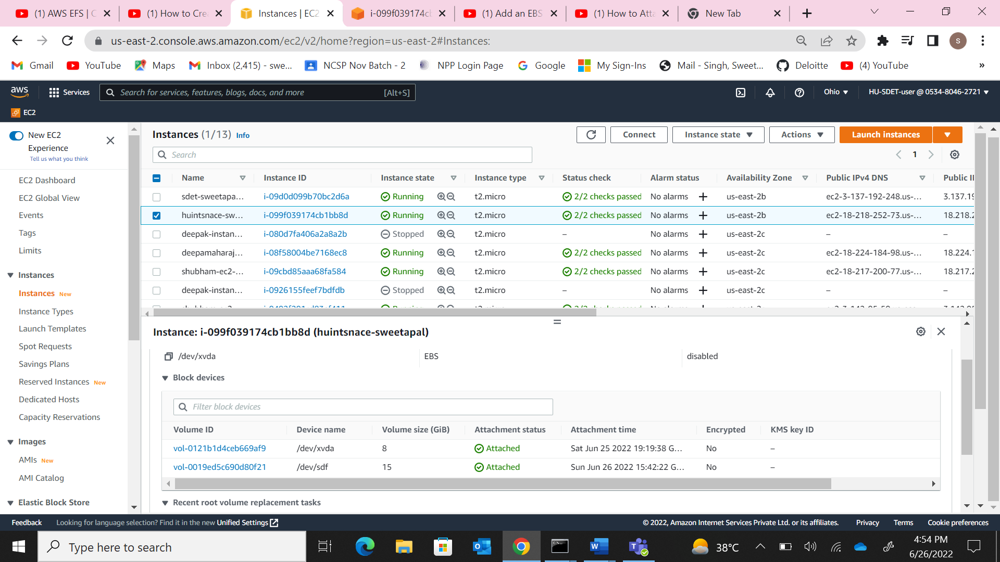 (1) AWS EFS | C
(1) How to Crea
Instances | EC2
i-099f039174cb
(1) Add an EBS
(1) How to Atta
New Tab
us-east-2.console.aws.amazon.com/ec2/v2/home?region=us-east-2#Instances:
S
Gmail
YouTube
Maps
Inbox (2,415) - swe...
NCSP Nov Batch - 2
NPP Login Page
Google
My Sign-Ins
Mail - Singh, Sweet...
Deloitte
(4) YouTube
»
aws
Services
Search for services, features, blogs, docs, and more
[Alt+S]
Ohio
HU-SDET-user @ 0534-8046-2721
EC2
New EC2
Experience
Tell us what you think
EC2 Dashboard
EC2 Global View
Events
Tags
Limits
Instances
Instances New
Instance Types
Launch Templates
Spot Requests
Savings Plans
Reserved Instances New
Dedicated Hosts
Capacity Reservations
Images
AMIs New
AMI Catalog
Elastic Block Store
Instances (1/13) Info
Connect
Instance state
Actions
Launch instances
Search
1
Name Instance ID Instance state Instance type Status check Alarm status Availability Zone Public IPv4 DNS Public I
sdet-sweetapa... i-09d0d099b70bc2d6a Running t2.micro 2/2 checks passed No alarms us-east-2b ec2-3-137-192-248.us-... 3.137.19
huintsnace-sw... i-099f039174cb1bb8d Running t2.micro 2/2 checks passed No alarms us-east-2b ec2-18-218-252-73.us-... 18.218.2
deepak-instan... i-080d7fa406a2a8a2b Stopped t2.micro – No alarms us-east-2c – –
deepamaharaj... i-08f58004be7168ec8 Running t2.micro 2/2 checks passed No alarms us-east-2c ec2-18-224-184-98.us-... 18.224.1
shubham-ec2-... i-09cbd85aaa68fa584 Running t2.micro 2/2 checks passed No alarms us-east-2c ec2-18-217-200-77.us-... 18.217.2
deepak-instan... i-0926155feef7bdfdb Stopped t2.micro – No alarms us-east-2c – –
Instance: i-099f039174cb1bb8d (huintsnace-sweetapal)
/dev/xvda EBS disabled
Block devices
Filter block devices
Volume ID Device name Volume size (GiB) Attachment status Attachment time Encrypted KMS key ID
vol-0121b1d4ceb669af9 /dev/xvda 8 Attached Sat Jun 25 2022 19:19:38 G... No –
vol-0019ed5c690d80f21 /dev/sdf 15 Attached Sun Jun 26 2022 15:42:22 G... No –
Recent root volume replacement tasks
Feedback
Looking for language selection? Find it in the new Unified Settings
© 2022, Amazon Internet Services Private Ltd. or its affiliates.
Privacy
Terms
Cookie preferences
Type here to search
38°C
4:54 PM
6/26/2022